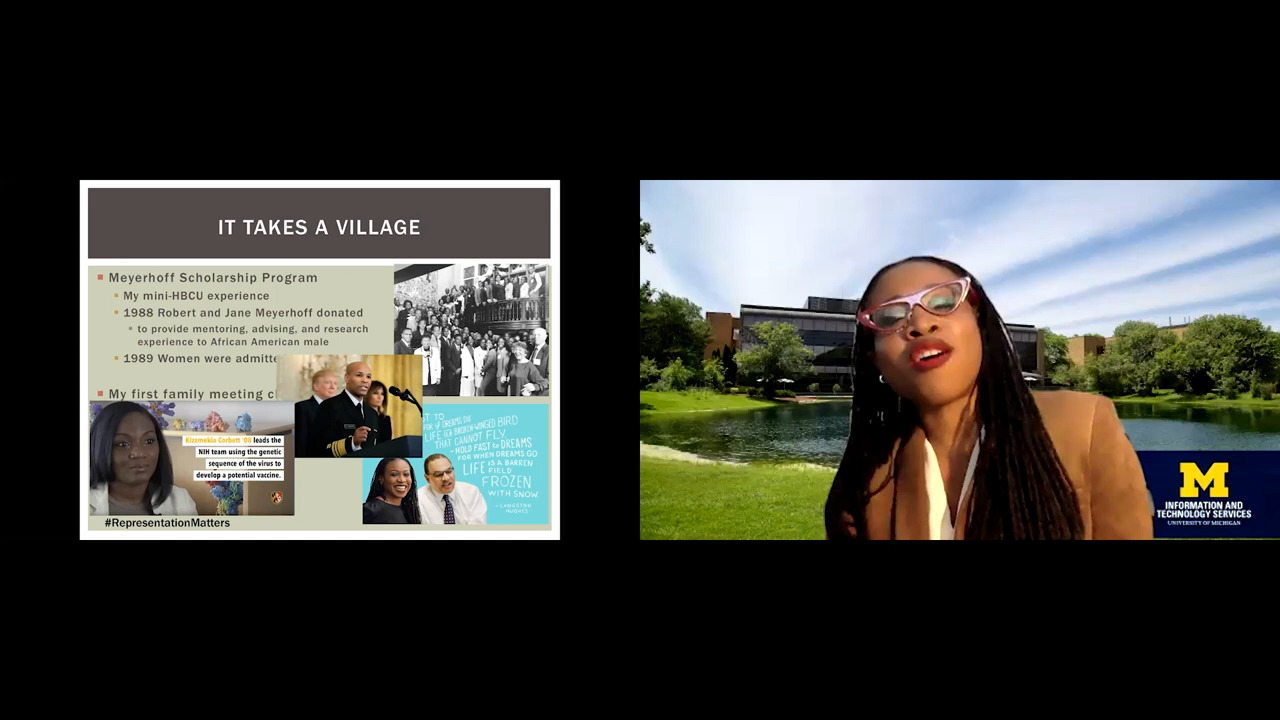 IT TAKES A VILLAGE
Meyerhoff Scholarship Program
My mini-HBCU experience
1988 Robert and Jane Meyerhoff donated
to provide mentoring, advising, and research
experience to African American male
1989 Women were admitte
My first family meeting c
Kizzmekia Corbett '08 leads the
NIH team using the genetic
sequence of the virus to
develop a potential vaccine.
#RepresentationMatters
DREAMS
LIFE BROKEN-WINGED BIRD
THAT CANNOT FLY
HOLD FAST to DREAMS
FOR WHEN DREAMS GO
LIFE IS A BARREN
FIELD
FROZEN
WITH SNOW.
-LANGSTON
HUGHES
M
INFORMATION AND
TECHNOLOGY SERVICES
UNIVERSITY OF MICHIGAN